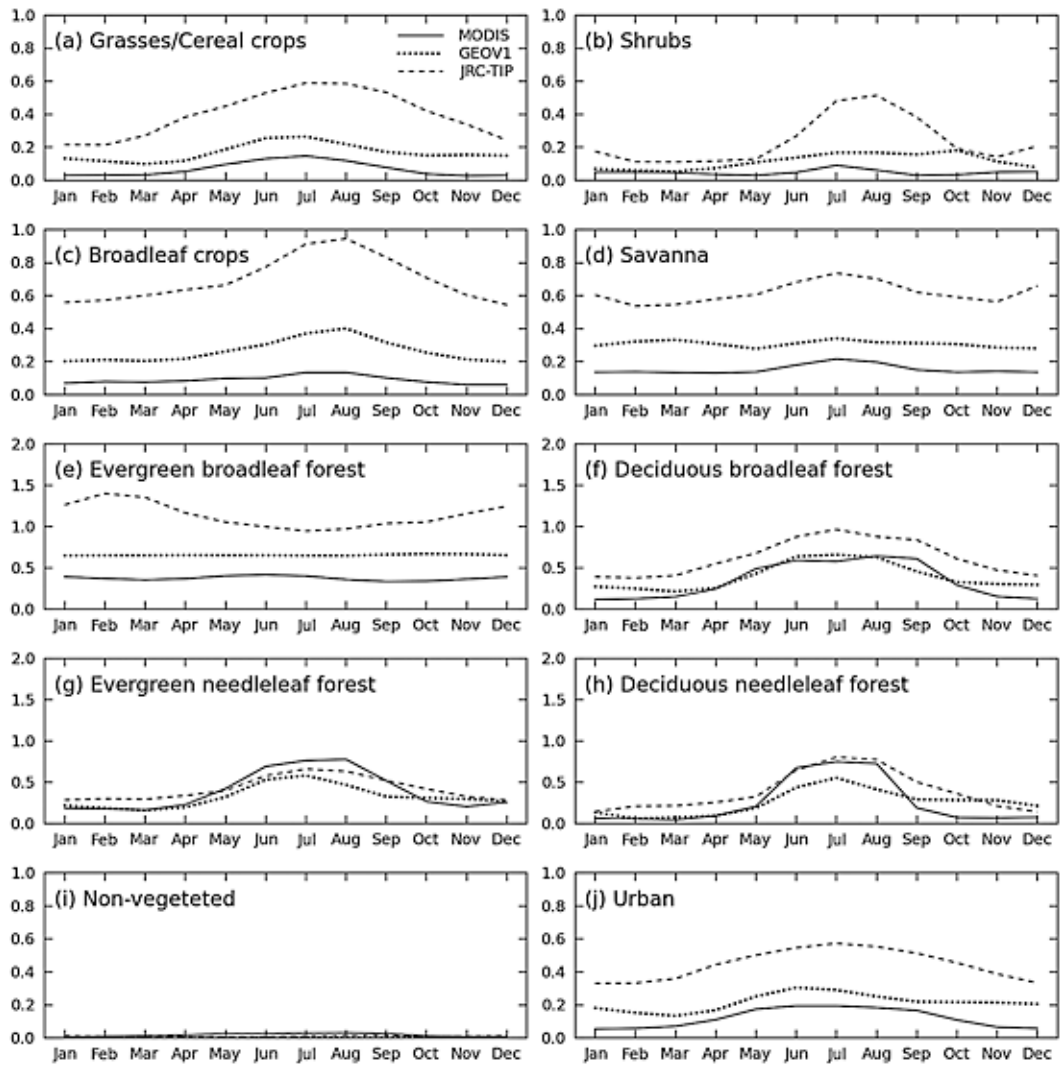 (a) Grasses/Cereal crops
MODIS
GEOV1
JRC-TIP
1.0
0.8
0.6
0.4
0.2
0.0
Jan Feb Mar Apr May Jun Jul Aug Sep Oct Nov Dec
(b) Shrubs
1.0
0.8
0.6
0.4
0.2
0.0
Jan Feb Mar Apr May Jun Jul Aug Sep Oct Nov Dec
(c) Broadleaf crops
1.0
0.8
0.6
0.4
0.2
0.0
Jan Feb Mar Apr May Jun Jul Aug Sep Oct Nov Dec
(d) Savanna
1.0
0.8
0.6
0.4
0.2
0.0
Jan Feb Mar Apr May Jun Jul Aug Sep Oct Nov Dec
(e) Evergreen broadleaf forest
2.0
1.5
1.0
0.5
0.0
Jan Feb Mar Apr May Jun Jul Aug Sep Oct Nov Dec
(f) Deciduous broadleaf forest
2.0
1.5
1.0
0.5
0.0
Jan Feb Mar Apr May Jun Jul Aug Sep Oct Nov Dec
(g) Evergreen needleleaf forest
2.0
1.5
1.0
0.5
0.0
Jan Feb Mar Apr May Jun Jul Aug Sep Oct Nov Dec
(h) Deciduous needleleaf forest
2.0
1.5
1.0
0.5
0.0
Jan Feb Mar Apr May Jun Jul Aug Sep Oct Nov Dec
(i) Non-vegeteted
1.0
0.8
0.6
0.4
0.2
0.0
Jan Feb Mar Apr May Jun Jul Aug Sep Oct Nov Dec
(j) Urban
1.0
0.8
0.6
0.4
0.2
0.0
Jan Feb Mar Apr May Jun Jul Aug Sep Oct Nov Dec